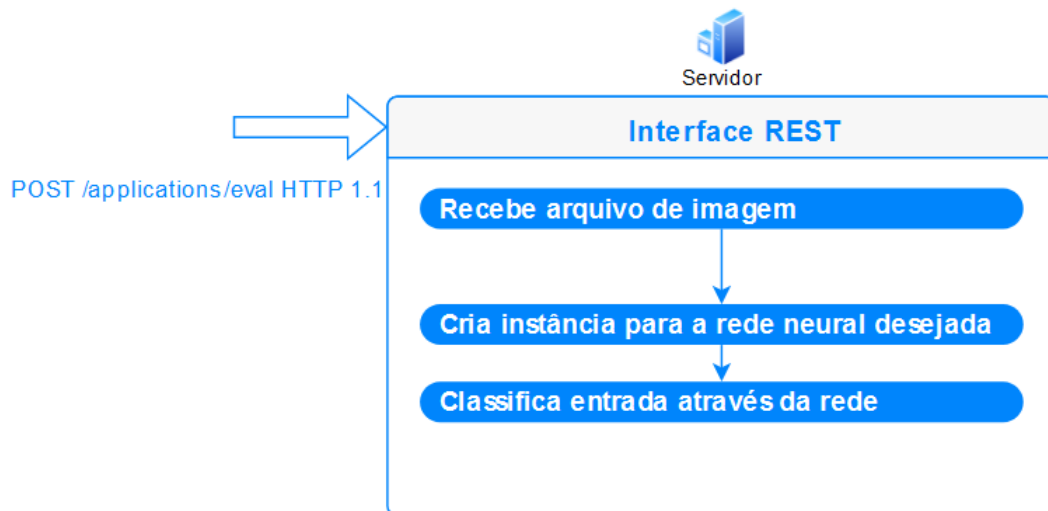 Servidor
Interface REST
POST /applications/eval HTTP 1.1
Recebe arquivo de imagem
Cria instância para a rede neural desejada
Classifica entrada através da rede